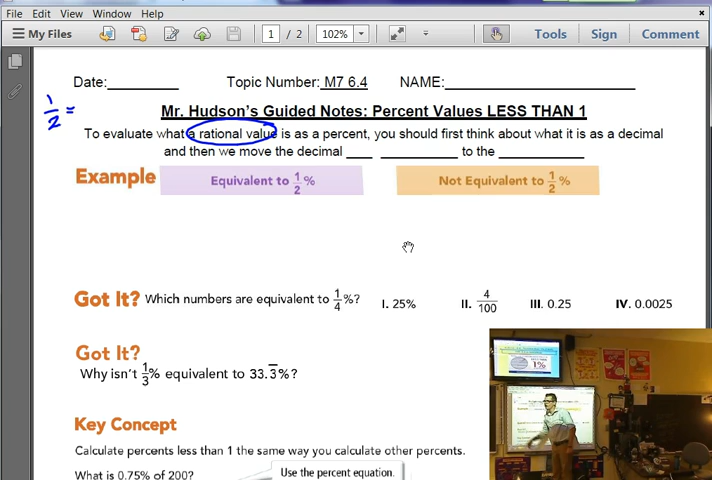 File Edit View Window Help
My Files 1 / 2 102% Tools Sign Comment
Date:__________ Topic Number: M7 6.4 NAME:___________________________
1/2 =
Mr. Hudson's Guided Notes: Percent Values LESS THAN 1
To evaluate what a rational value is as a percent, you should first think about what it is as a decimal
and then we move the decimal ____ ____________ to the _____________
Example Equivalent to 1/2 % Not Equivalent to 1/2 %
Got It? Which numbers are equivalent to 1/4 %? I. 25% II. 4/100 III. 0.25 IV. 0.0025
Got It?
Why isn't 1/3 % equivalent to 33.3̅%?
1%
Key Concept
Calculate percents less than 1 the same way you calculate other percents.
What is 0.75% of 200? Use the percent equation.